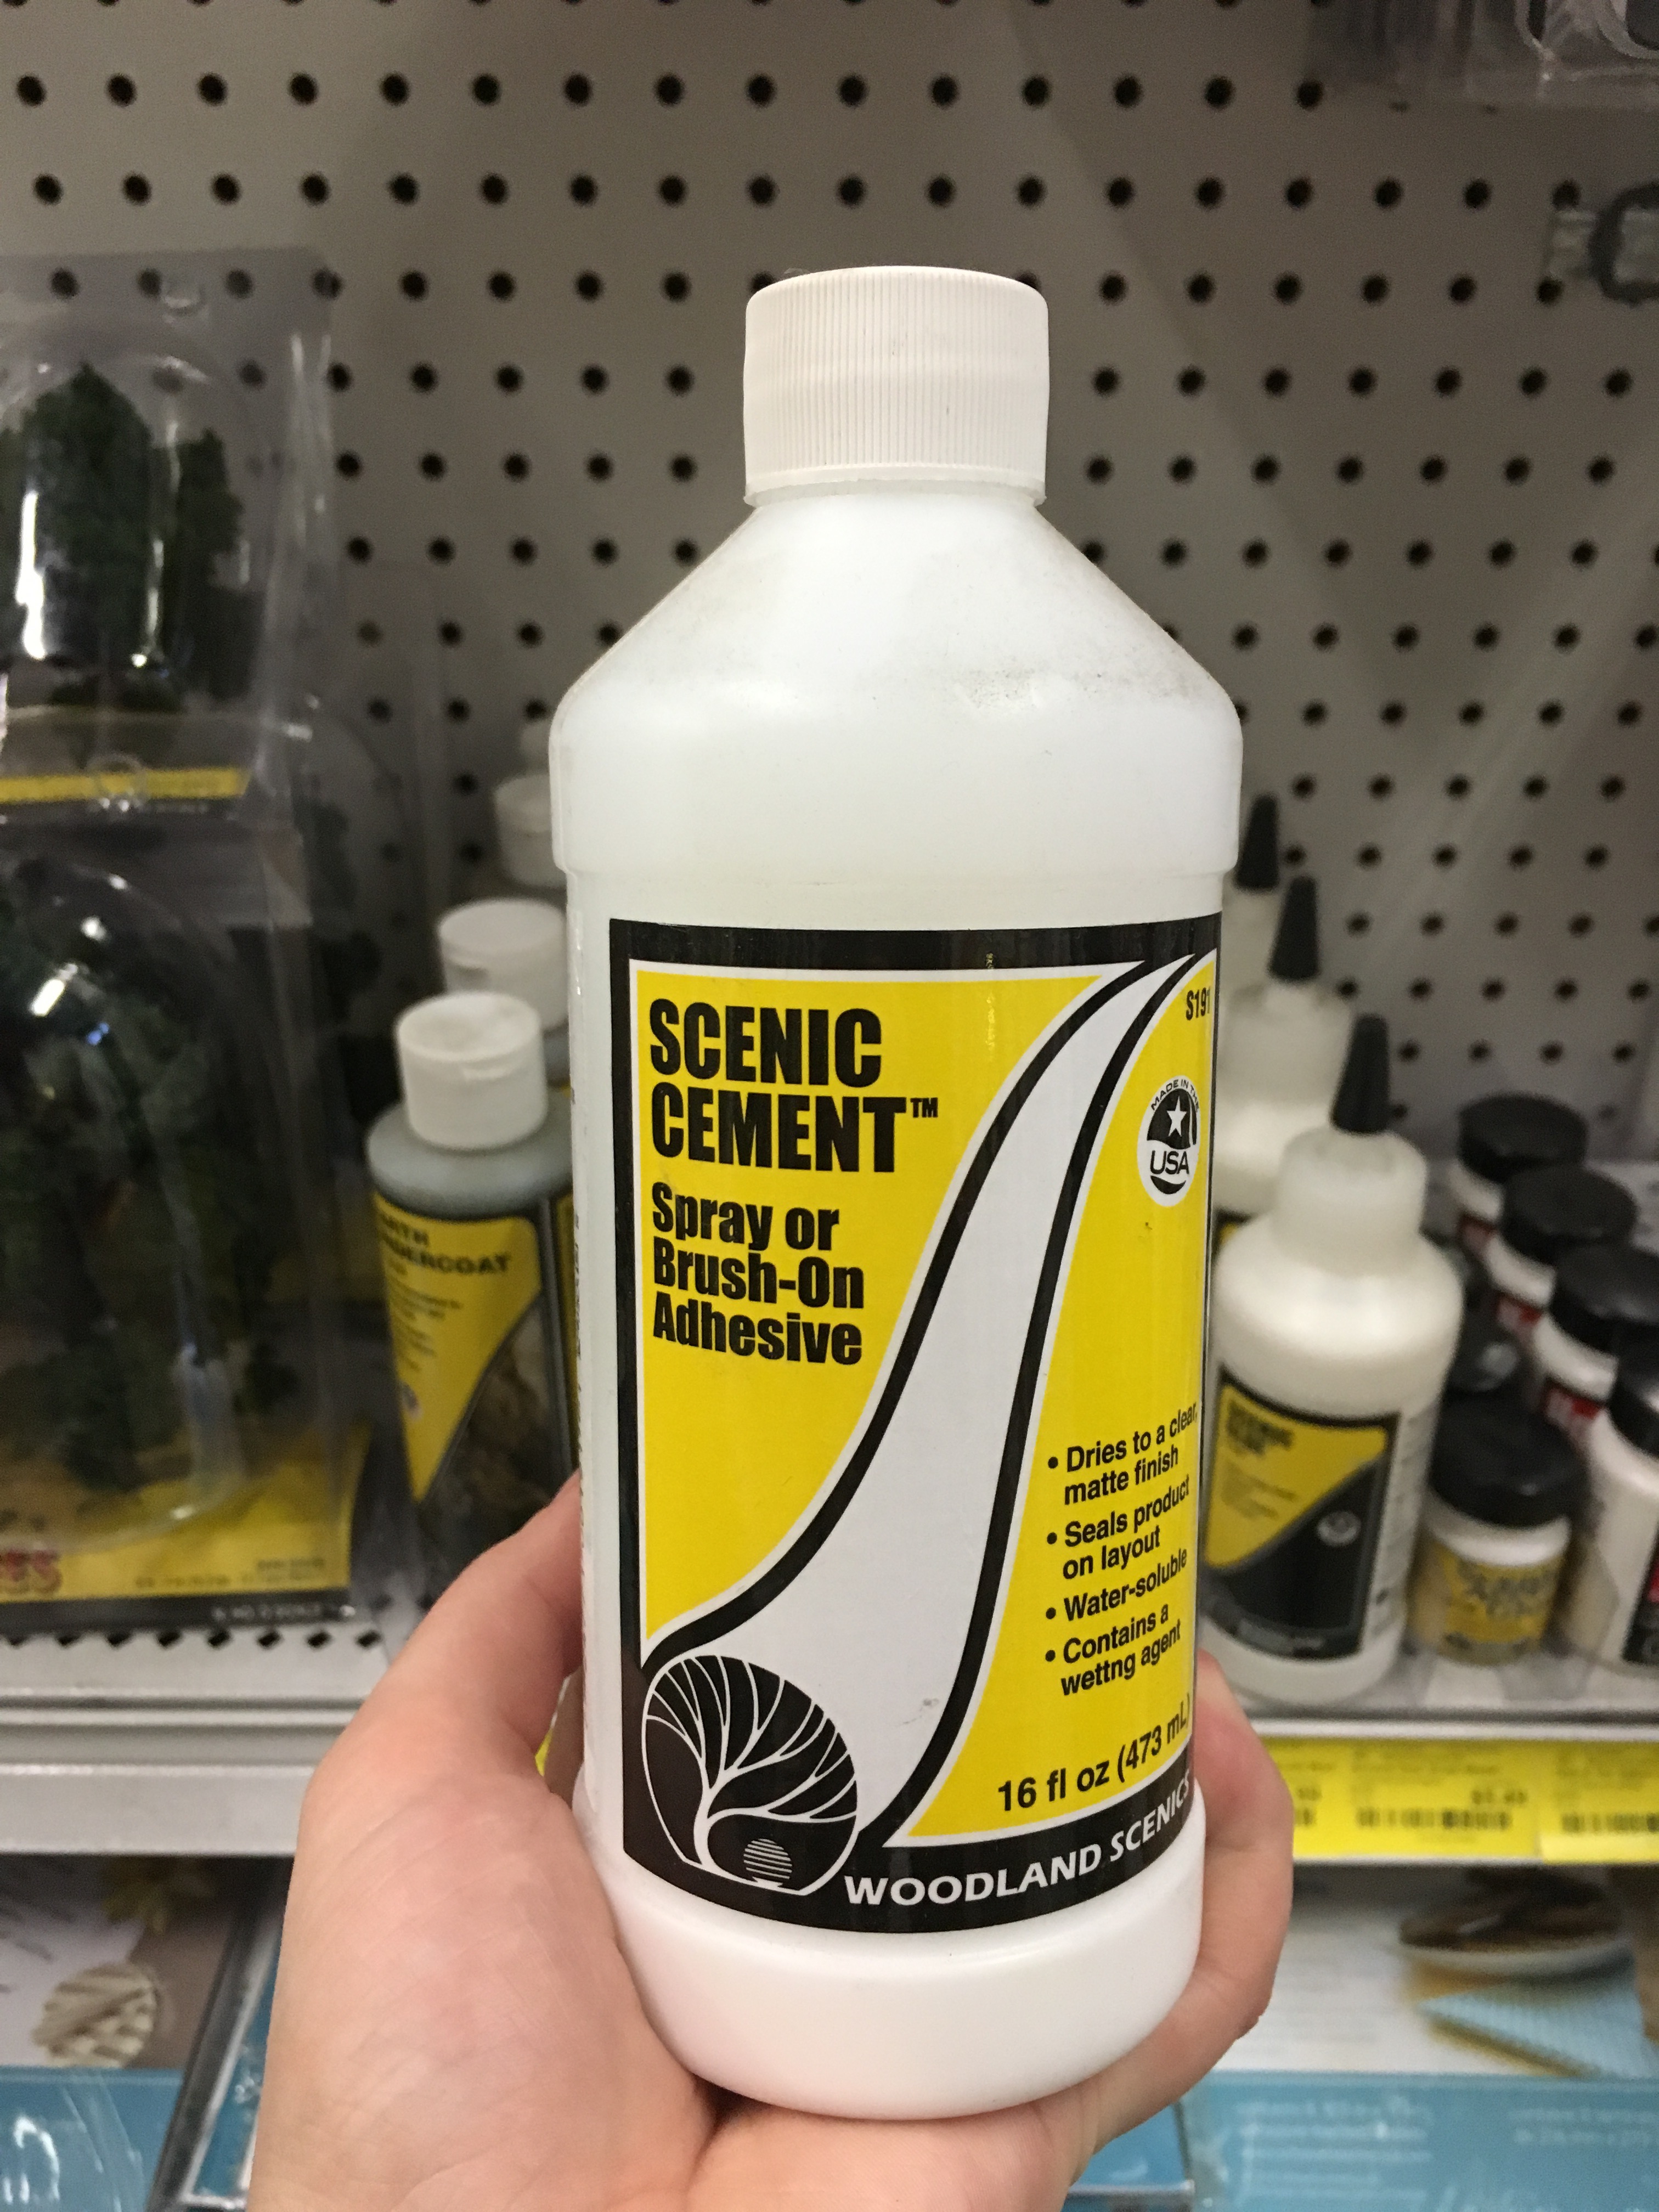 SCENIC
CEMENT™
Spray or
Brush-On
Adhesive
S191
MADE IN THE
USA
• Dries to a clear,
matte finish
• Seals product
on layout
• Water-soluble
• Contains a
wettng agent
16 fl oz (473 mL)
WOODLAND SCENICS